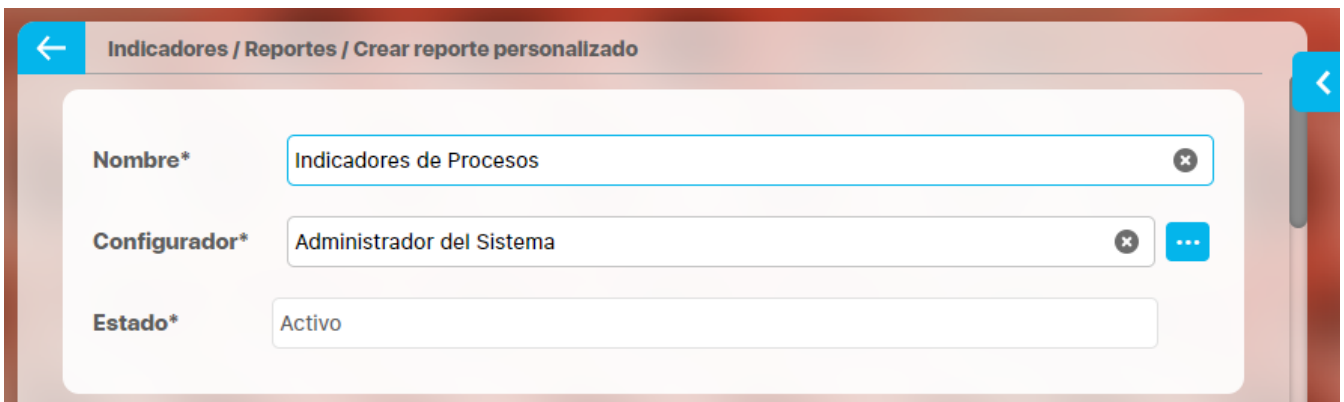 Indicadores / Reportes / Crear reporte personalizado
Nombre* Indicadores de Procesos
Configurador* Administrador del Sistema
Estado* Activo